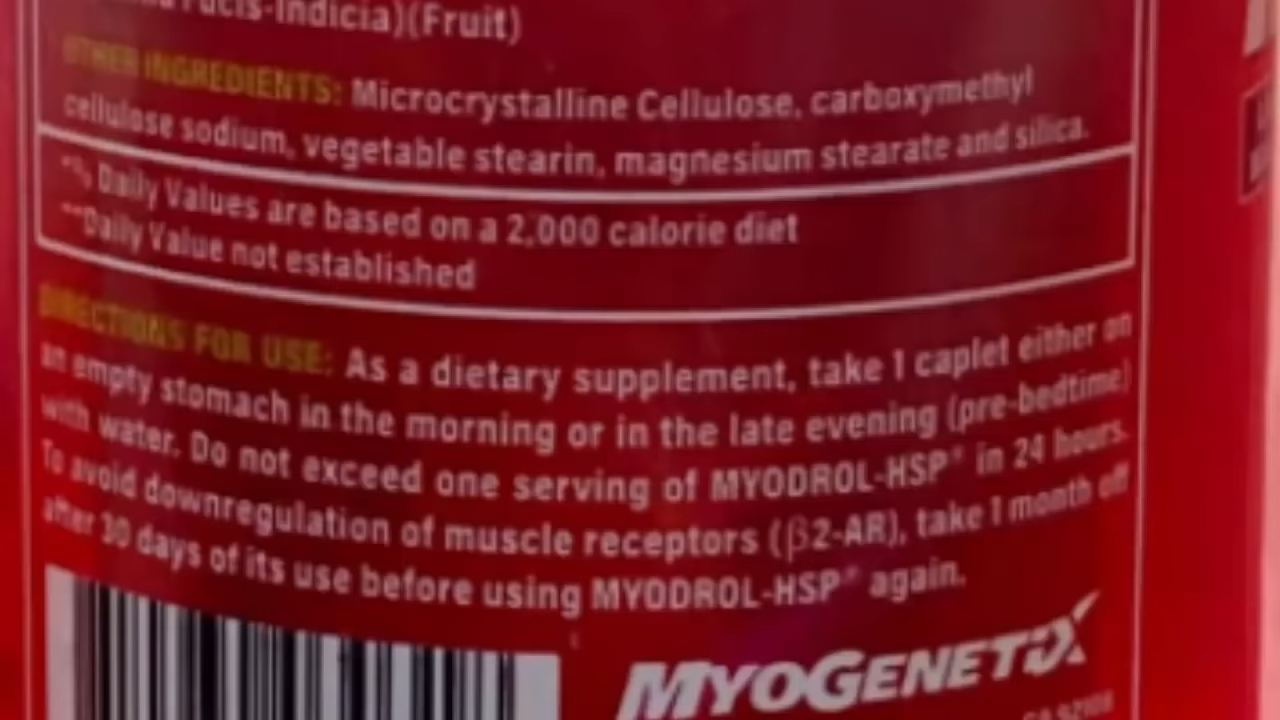 Fucis-Indicia)(Fruit)
OTHER INGREDIENTS: Microcrystalline Cellulose, carboxymethyl
cellulose sodium, vegetable stearin, magnesium stearate and silica.
*% Daily Values are based on a 2,000 calorie diet
**Daily Value not established
DIRECTIONS FOR USE: As a dietary supplement, take 1 caplet either on
an empty stomach in the morning or in the late evening (pre-bedtime)
with water. Do not exceed one serving of MYODROL-HSP® in 24 hours.
To avoid downregulation of muscle receptors (β2-AR), take 1 month off
after 30 days of its use before using MYODROL-HSP® again.
MYOGENETIX